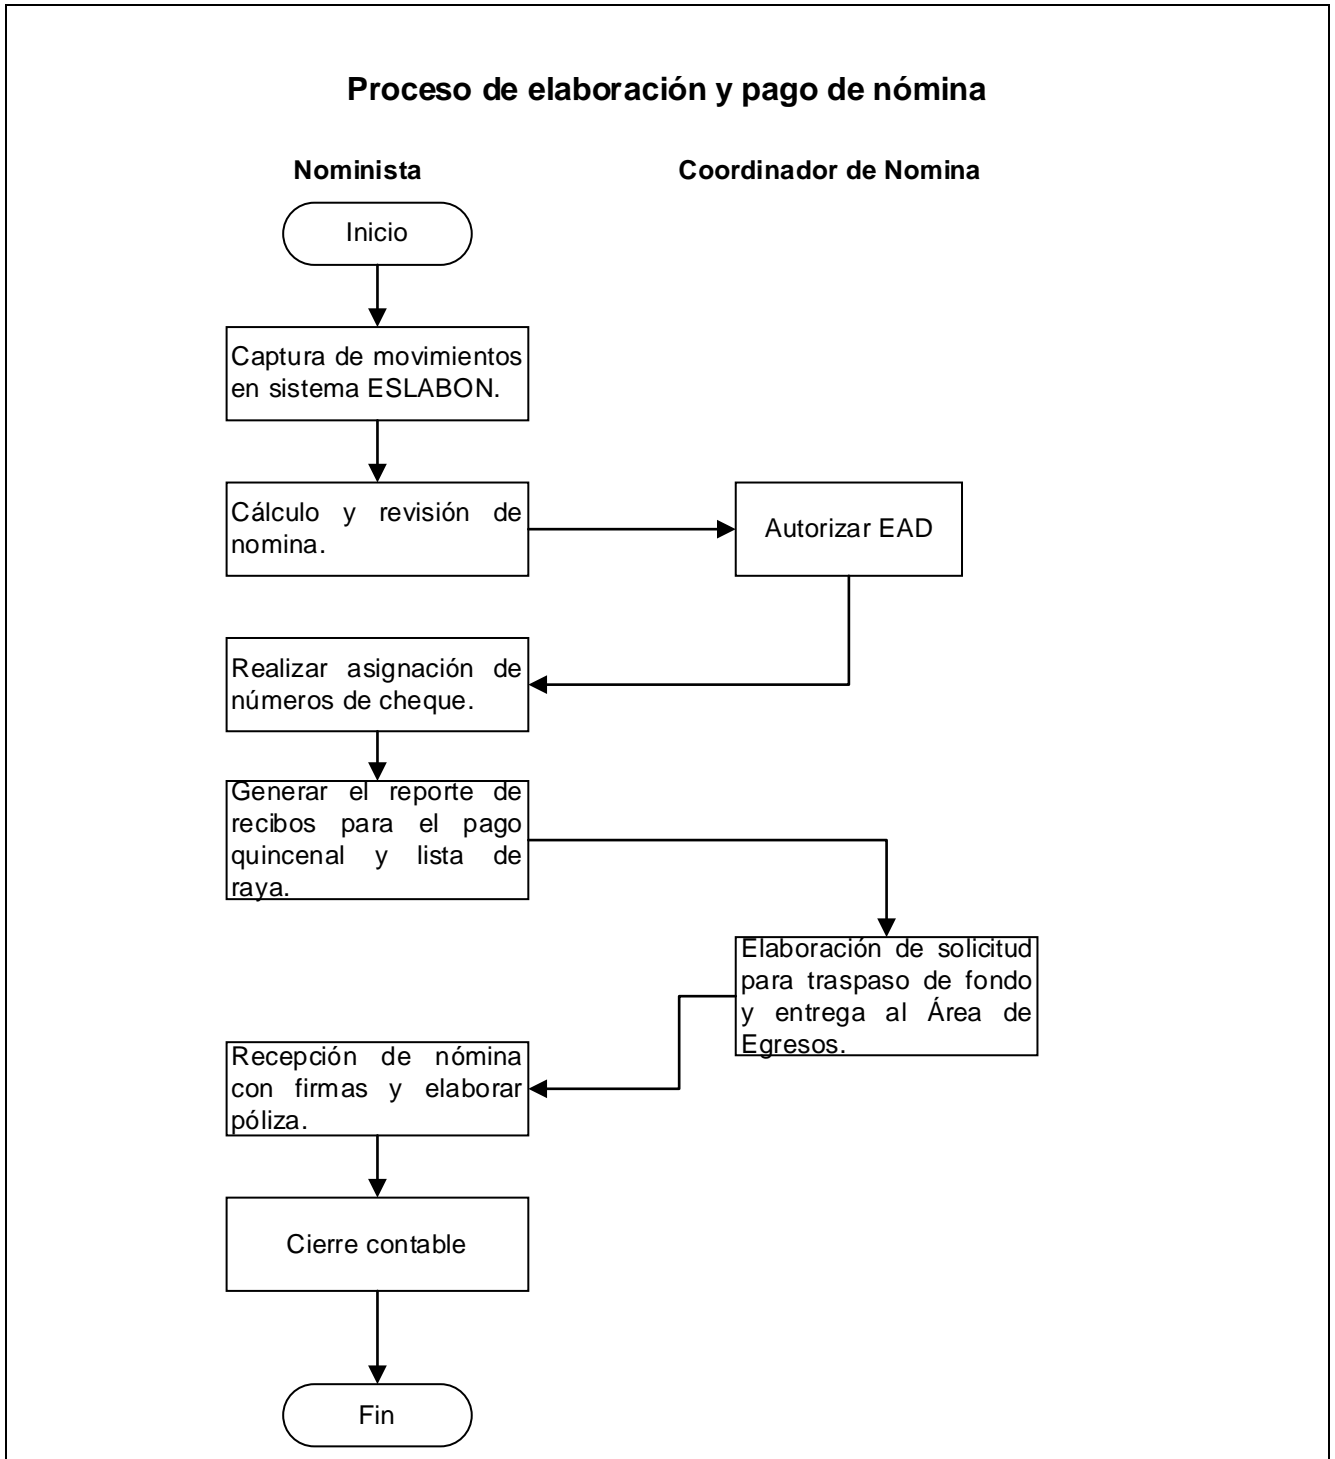 Proceso de elaboración y pago de nómina
Nominista
Coordinador de Nomina
Inicio
Captura de movimientos
en sistema ESLABON.
Cálculo y revisión de
nomina.
Autorizar EAD
Realizar asignación de
números de cheque.
Generar el reporte de
recibos para el pago
quincenal y lista de
raya.
Elaboración de solicitud
para traspaso de fondo
y entrega al Área de
Egresos.
Recepción de nómina
con firmas y elaborar
póliza.
Cierre contable
Fin